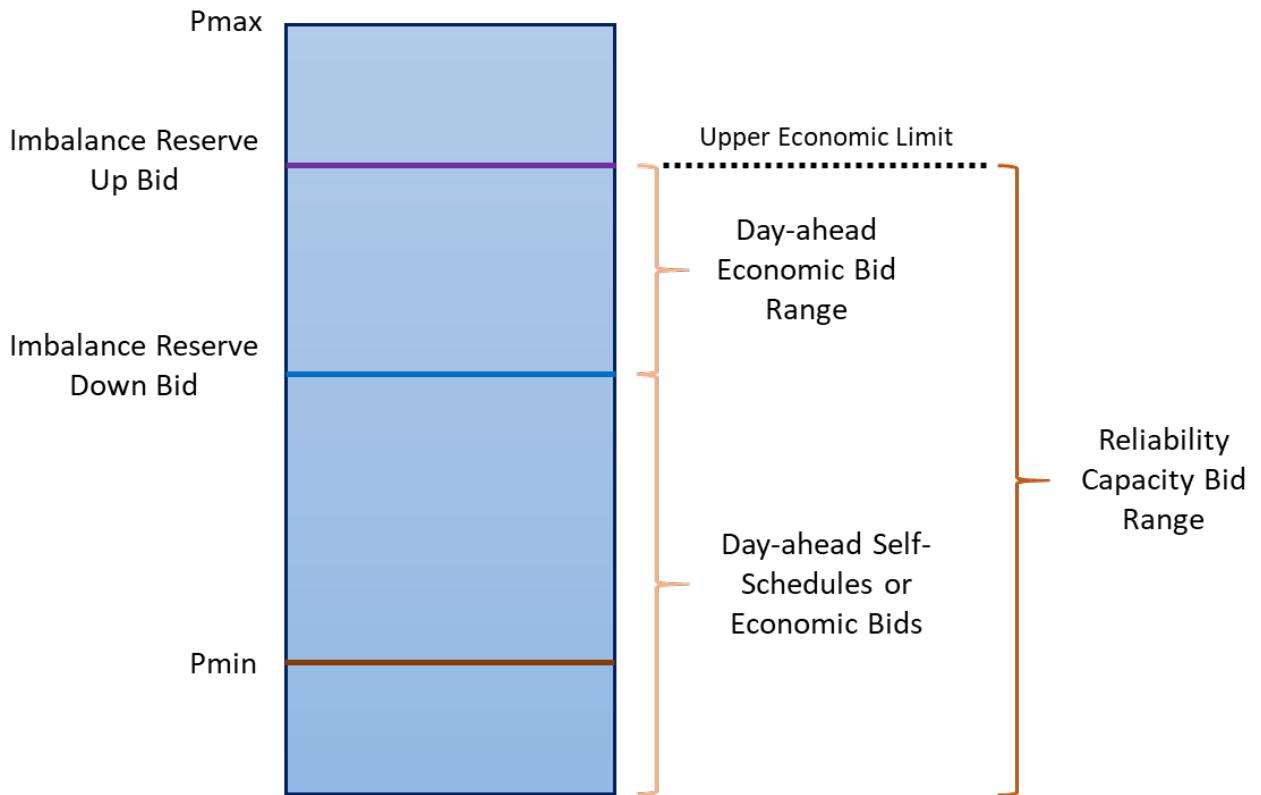 Pmax
Imbalance Reserve
Up Bid
Upper Economic Limit
Day-ahead
Economic Bid
Range
Imbalance Reserve
Down Bid
Reliability
Capacity Bid
Range
Day-ahead Self-
Schedules or
Economic Bids
Pmin